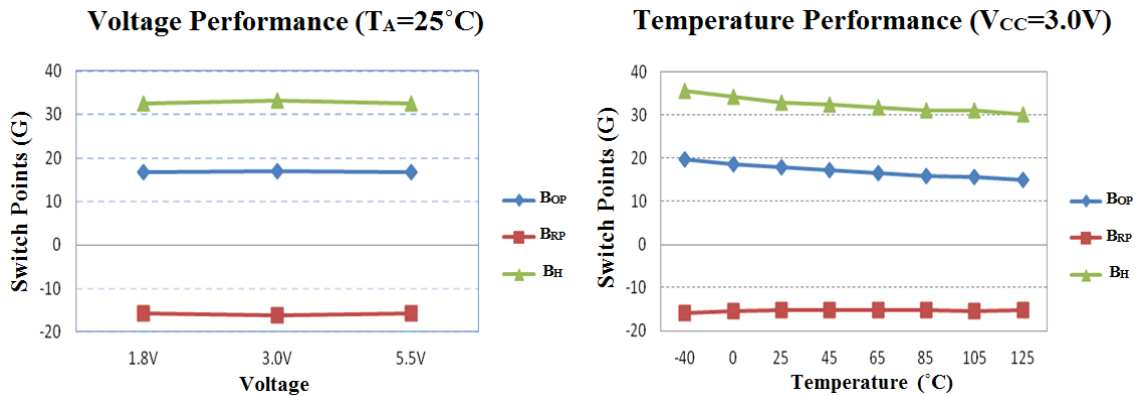 Voltage Performance (TA=25˚C)
Switch Points (G)
40
30
20
10
0
-10
-20
1.8V 3.0V 5.5V
Voltage
BOP
BRP
BH
Temperature Performance (VCC=3.0V)
Switch Points (G)
40
30
20
10
0
-10
-20
-40 0 25 45 65 85 105 125
Temperature (˚C)
BOP
BRP
BH